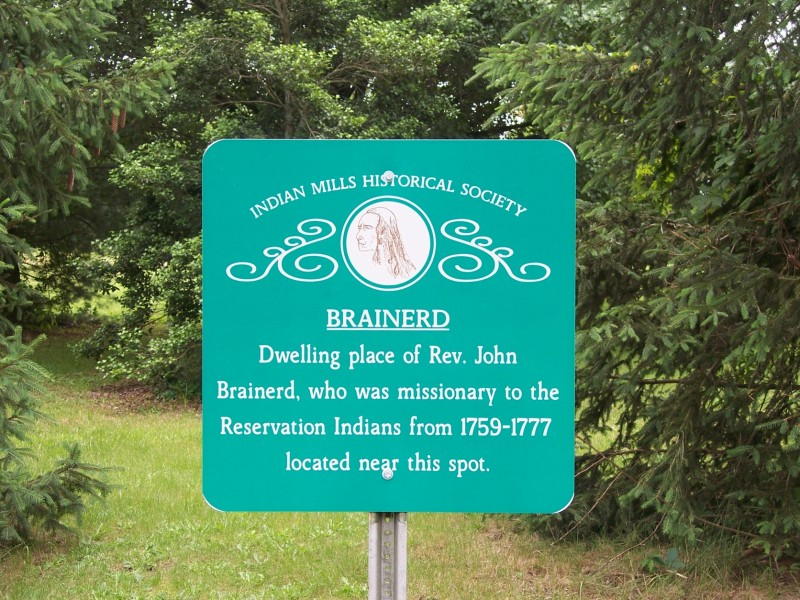 INDIAN MILLS HISTORICAL SOCIETY
BRAINERD
Dwelling place of Rev. John
Brainerd, who was missionary to the
Reservation Indians from 1759-1777
located near this spot.